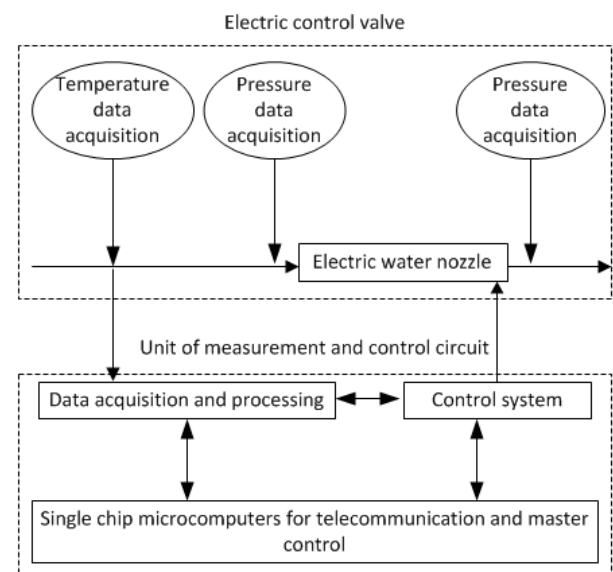 Electric control valve
Temperature
data
acquisition
Pressure
data
acquisition
Pressure
data
acquisition
Electric water nozzle
Unit of measurement and control circuit
Data acquisition and processing
Control system
Single chip microcomputers for telecommunication and master
control